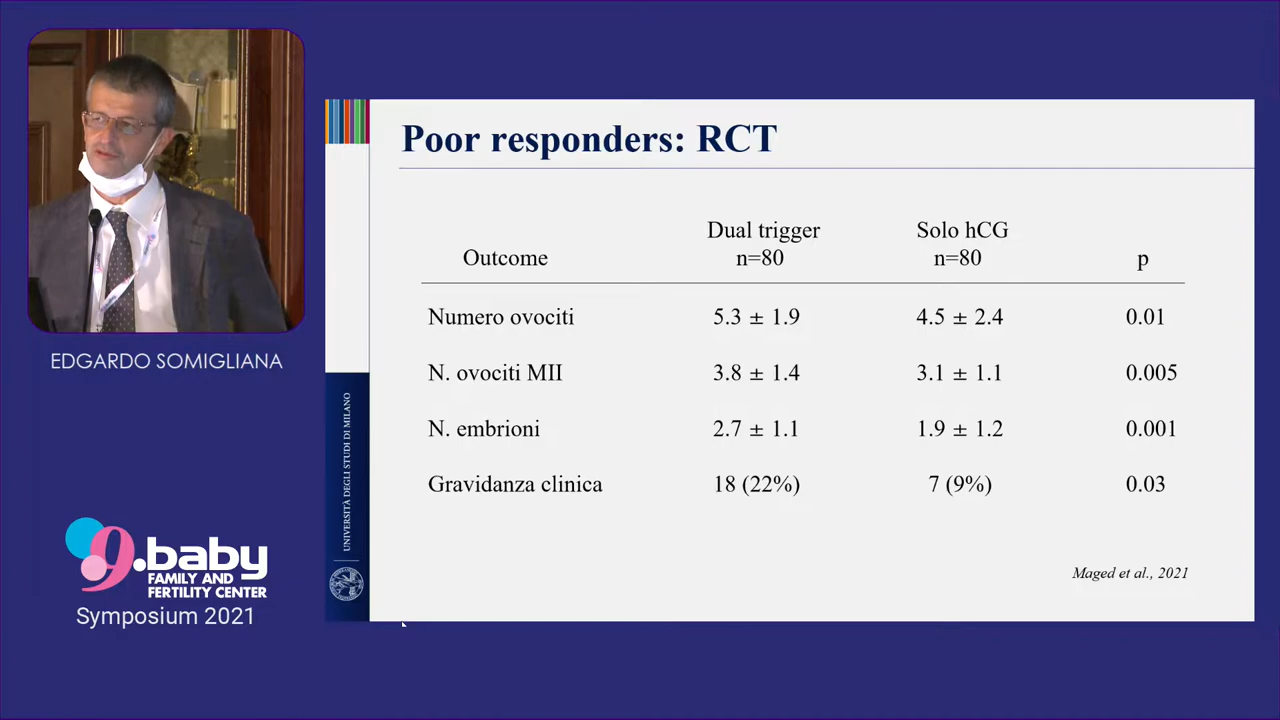 EDGARDO SOMIGLIANA
9.baby
FAMILY AND
FERTILITY CENTER
Symposium 2021
Poor responders: RCT
Outcome
Dual trigger
n=80
Solo hCG
n=80
p
Numero ovociti 5.3 ± 1.9 4.5 ± 2.4 0.01
N. ovociti MII 3.8 ± 1.4 3.1 ± 1.1 0.005
N. embrioni 2.7 ± 1.1 1.9 ± 1.2 0.001
Gravidanza clinica 18 (22%) 7 (9%) 0.03
Maged et al., 2021
UNIVERSITÀ DEGLI STUDI DI MILANO